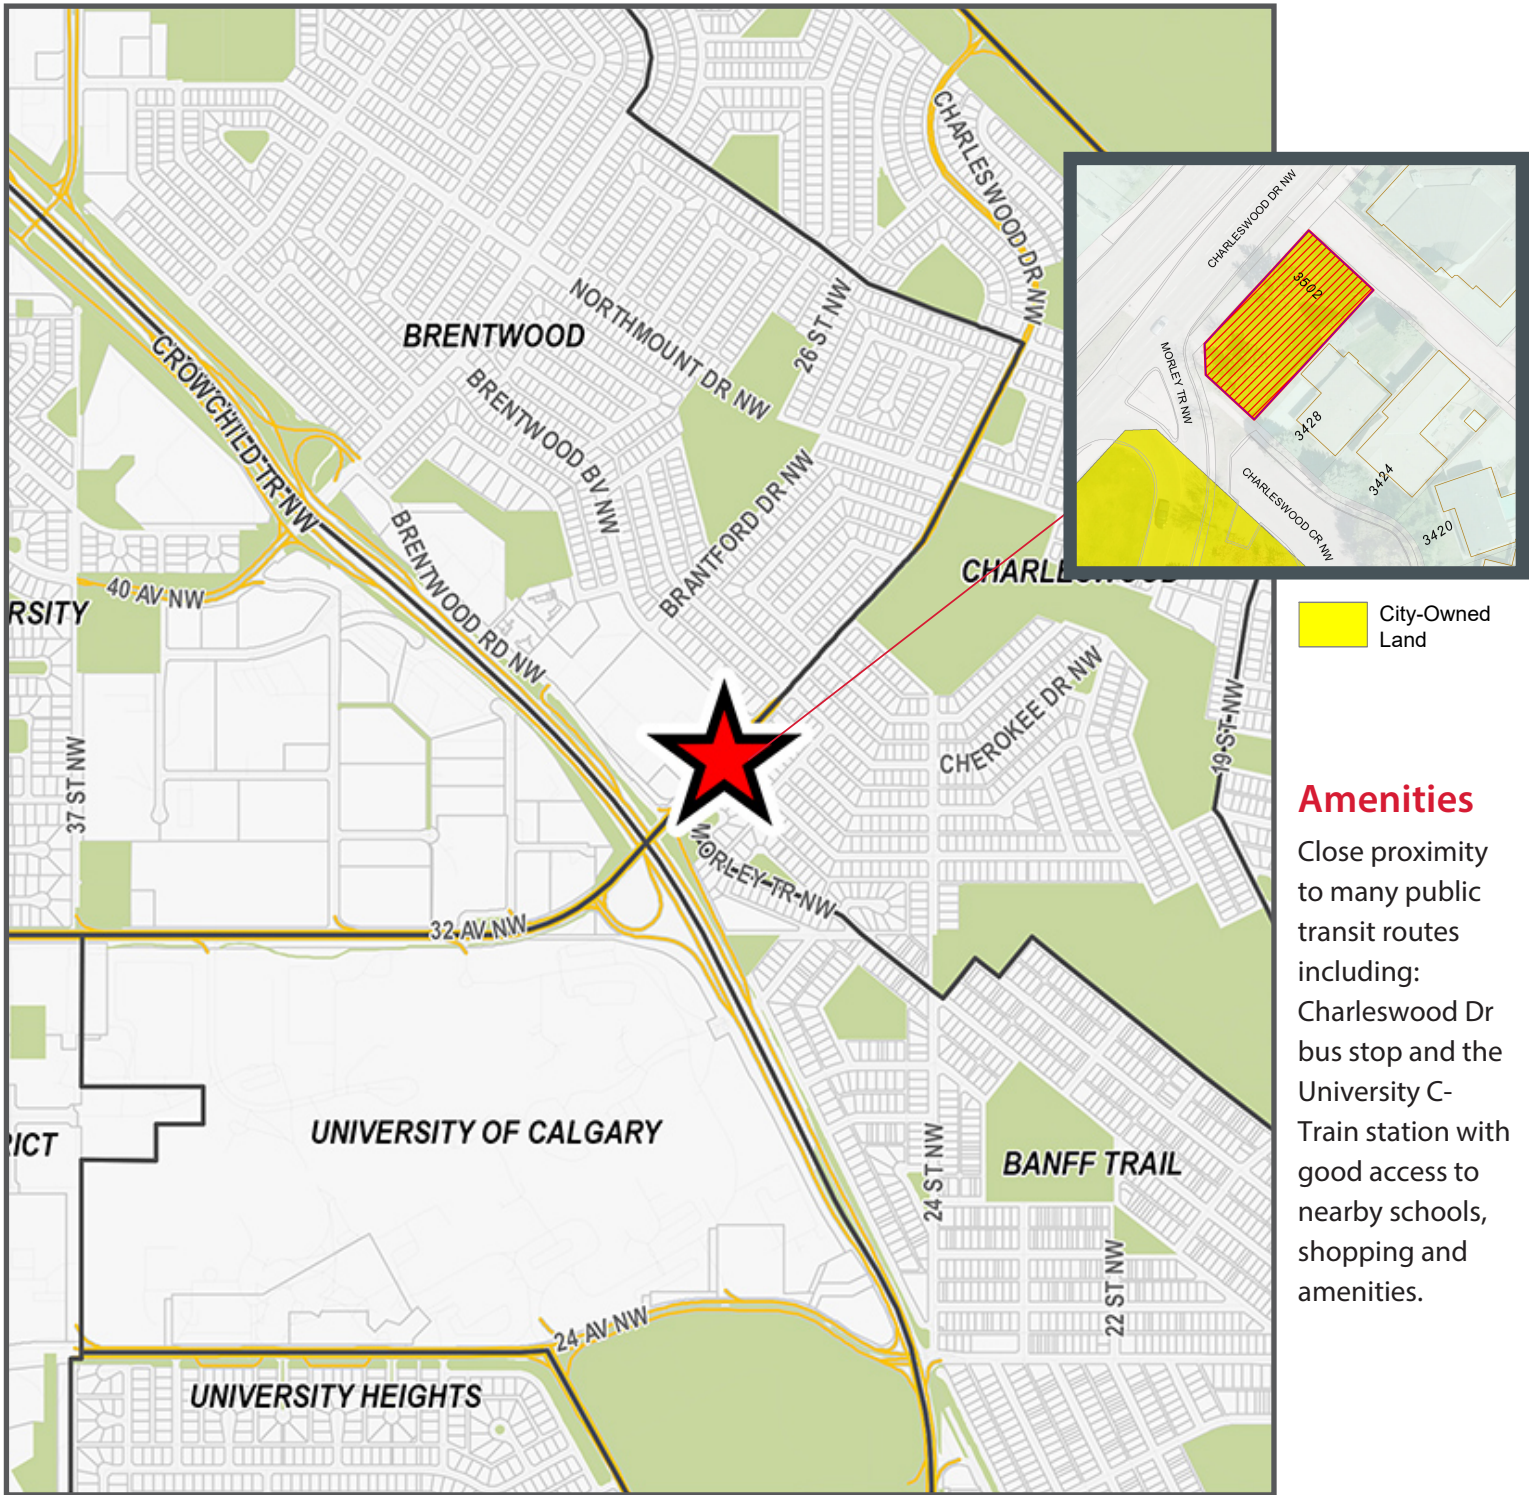 CHARLESWOOD DR NW
BRENTWOOD
NORTHMOUNT DR NW
26 ST NW
CROWCHILD TR NW
BRENTWOOD BV NW
BRANTFORD DR NW
BRENTWOOD RD NW
40 AV NW
RSITY
CHARLESWOOD
CHEROKEE DR NW
19 ST NW
37 ST NW
MORLEY TR NW
32 AV NW
UNIVERSITY OF CALGARY
RICT
24 ST NW
BANFF TRAIL
22 ST NW
24 AV NW
UNIVERSITY HEIGHTS
CHARLESWOOD DR NW
3502
MORLEY TR NW
3428
3424
3420
CHARLESWOOD CR NW
City-Owned
Land
Amenities
Close proximity
to many public
transit routes
including:
Charleswood Dr
bus stop and the
University C-
Train station with
good access to
nearby schools,
shopping and
amenities.